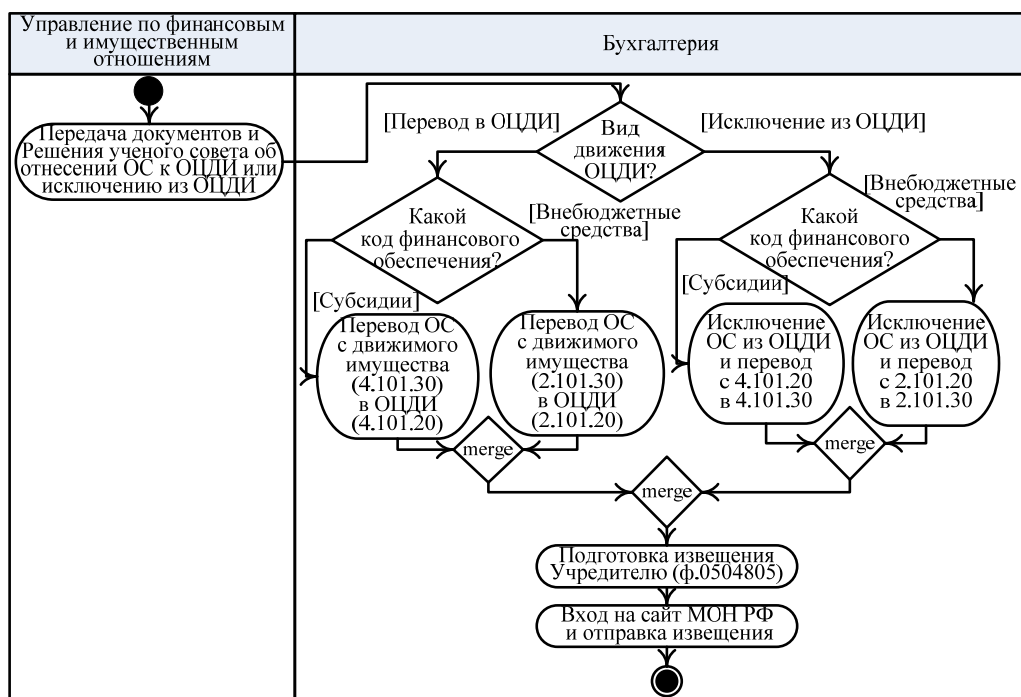 Управление по финансовым
и имущественным
отношениям
Бухгалтерия
Передача документов и
Решения ученого совета об
отнесении ОС к ОЦДИ или
исключению из ОЦДИ
[Перевод в ОЦДИ]
Вид
движения
ОЦДИ?
[Исключение из ОЦДИ]
Какой
код финансового
обеспечения?
[Внебюджетные
средства]
Какой
код финансового
обеспечения?
[Внебюджетные
средства]
[Субсидии]
[Субсидии]
Перевод ОС
с движимого
имущества
(4.101.30)
в ОЦДИ
(4.101.20)
Перевод ОС
с движимого
имущества
(2.101.30)
в ОЦДИ
(2.101.20)
Исключение
ОС из ОЦДИ
и перевод
с 4.101.20
в 4.101.30
Исключение
ОС из ОЦДИ
и перевод
с 2.101.20
в 2.101.30
merge
merge
merge
Подготовка извещения
Учредителю (ф.0504805)
Вход на сайт МОН РФ
и отправка извещения